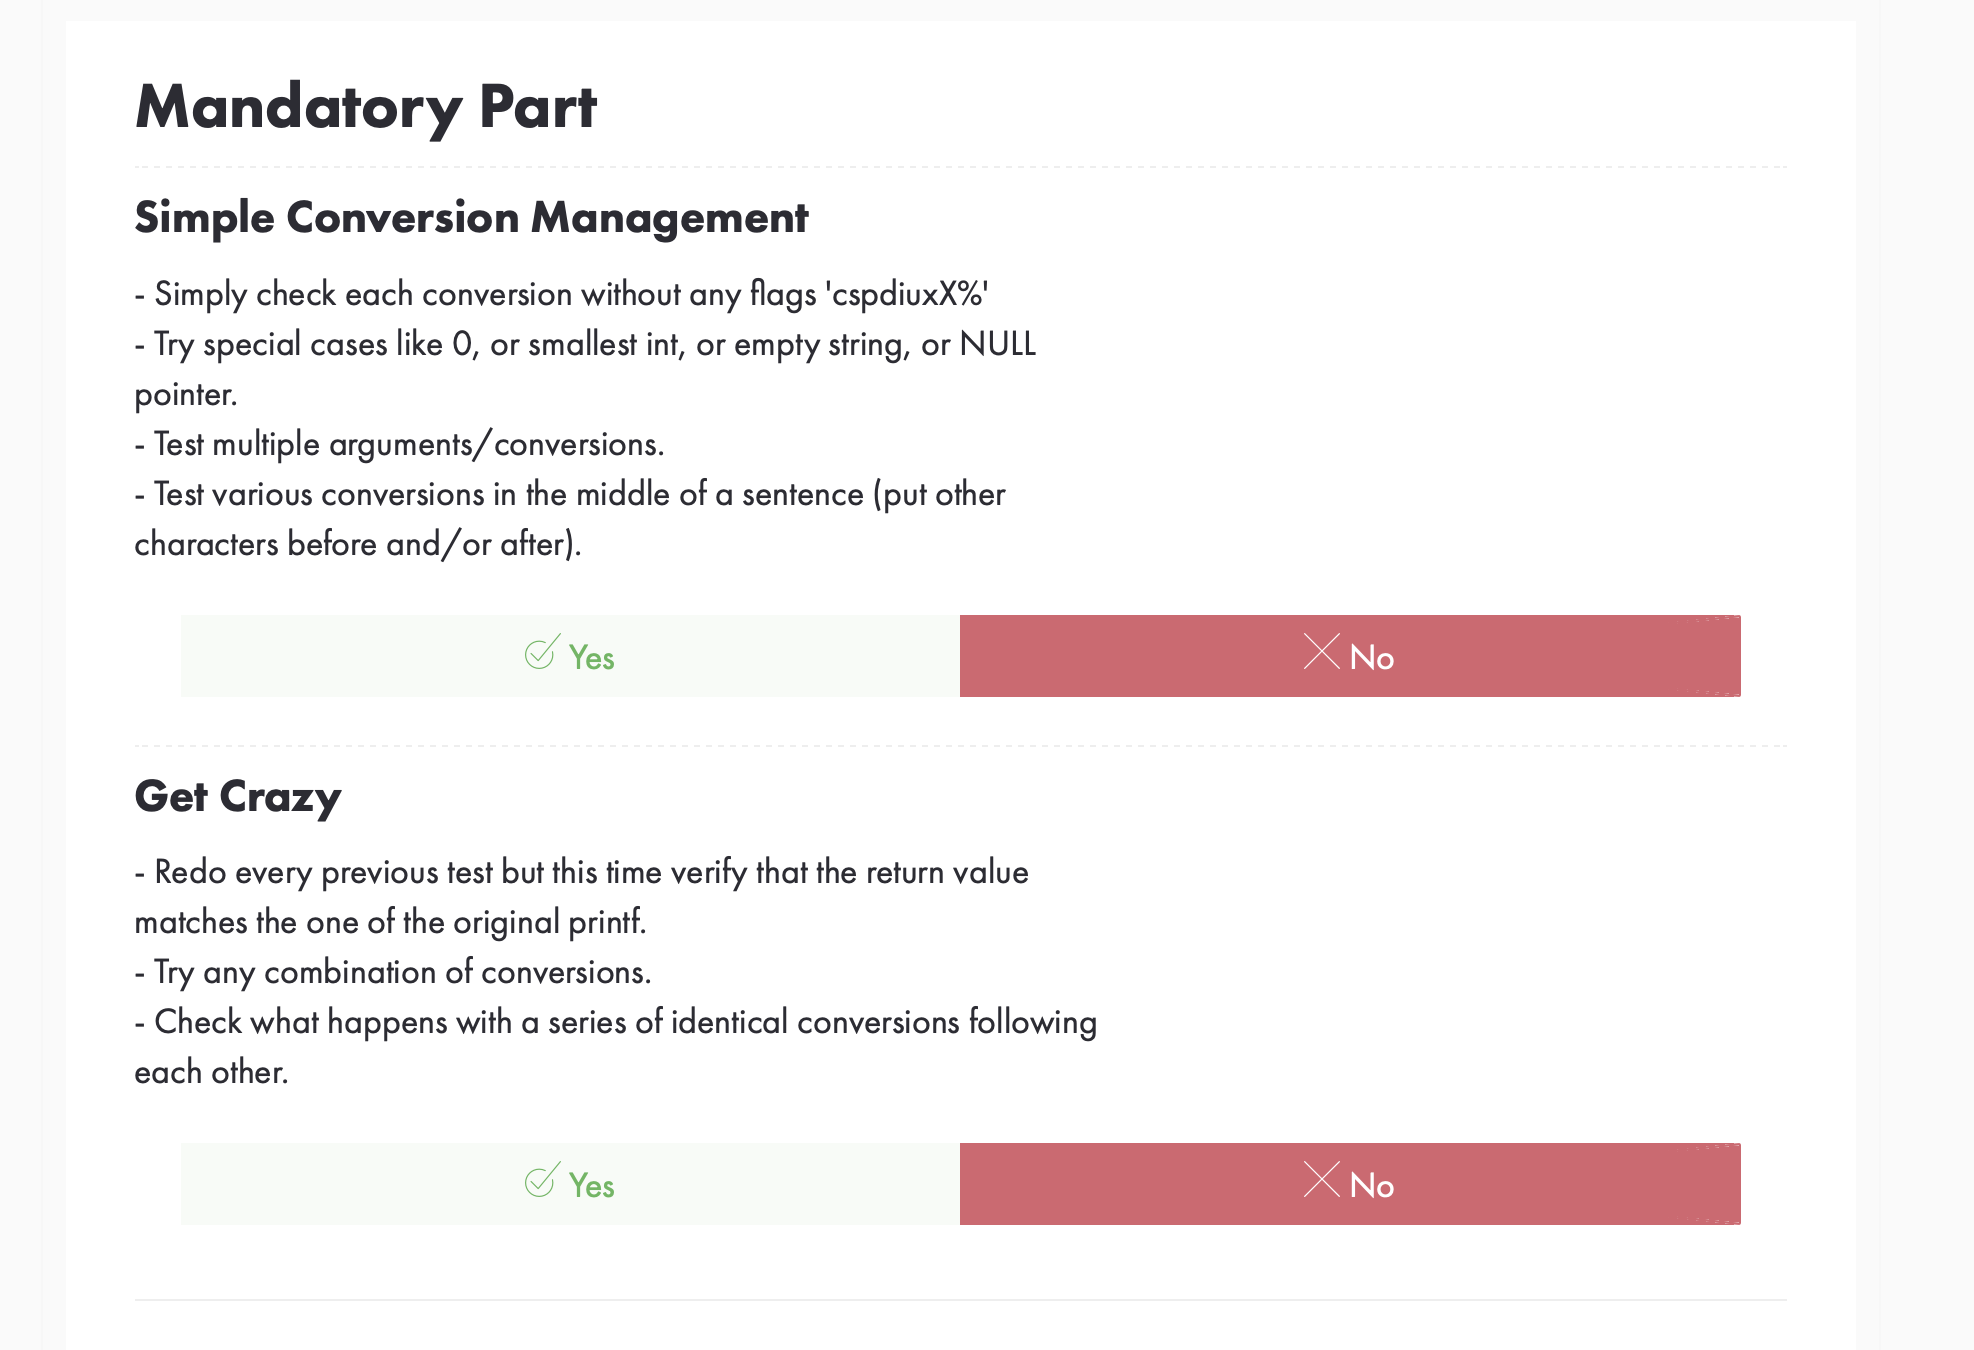 Mandatory Part
Simple Conversion Management
- Simply check each conversion without any flags 'cspdiuxX%'
- Try special cases like 0, or smallest int, or empty string, or NULL
pointer.
- Test multiple arguments/conversions.
- Test various conversions in the middle of a sentence (put other
characters before and/or after).
Yes
No
Get Crazy
- Redo every previous test but this time verify that the return value
matches the one of the original printf.
- Try any combination of conversions.
- Check what happens with a series of identical conversions following
each other.
Yes
No